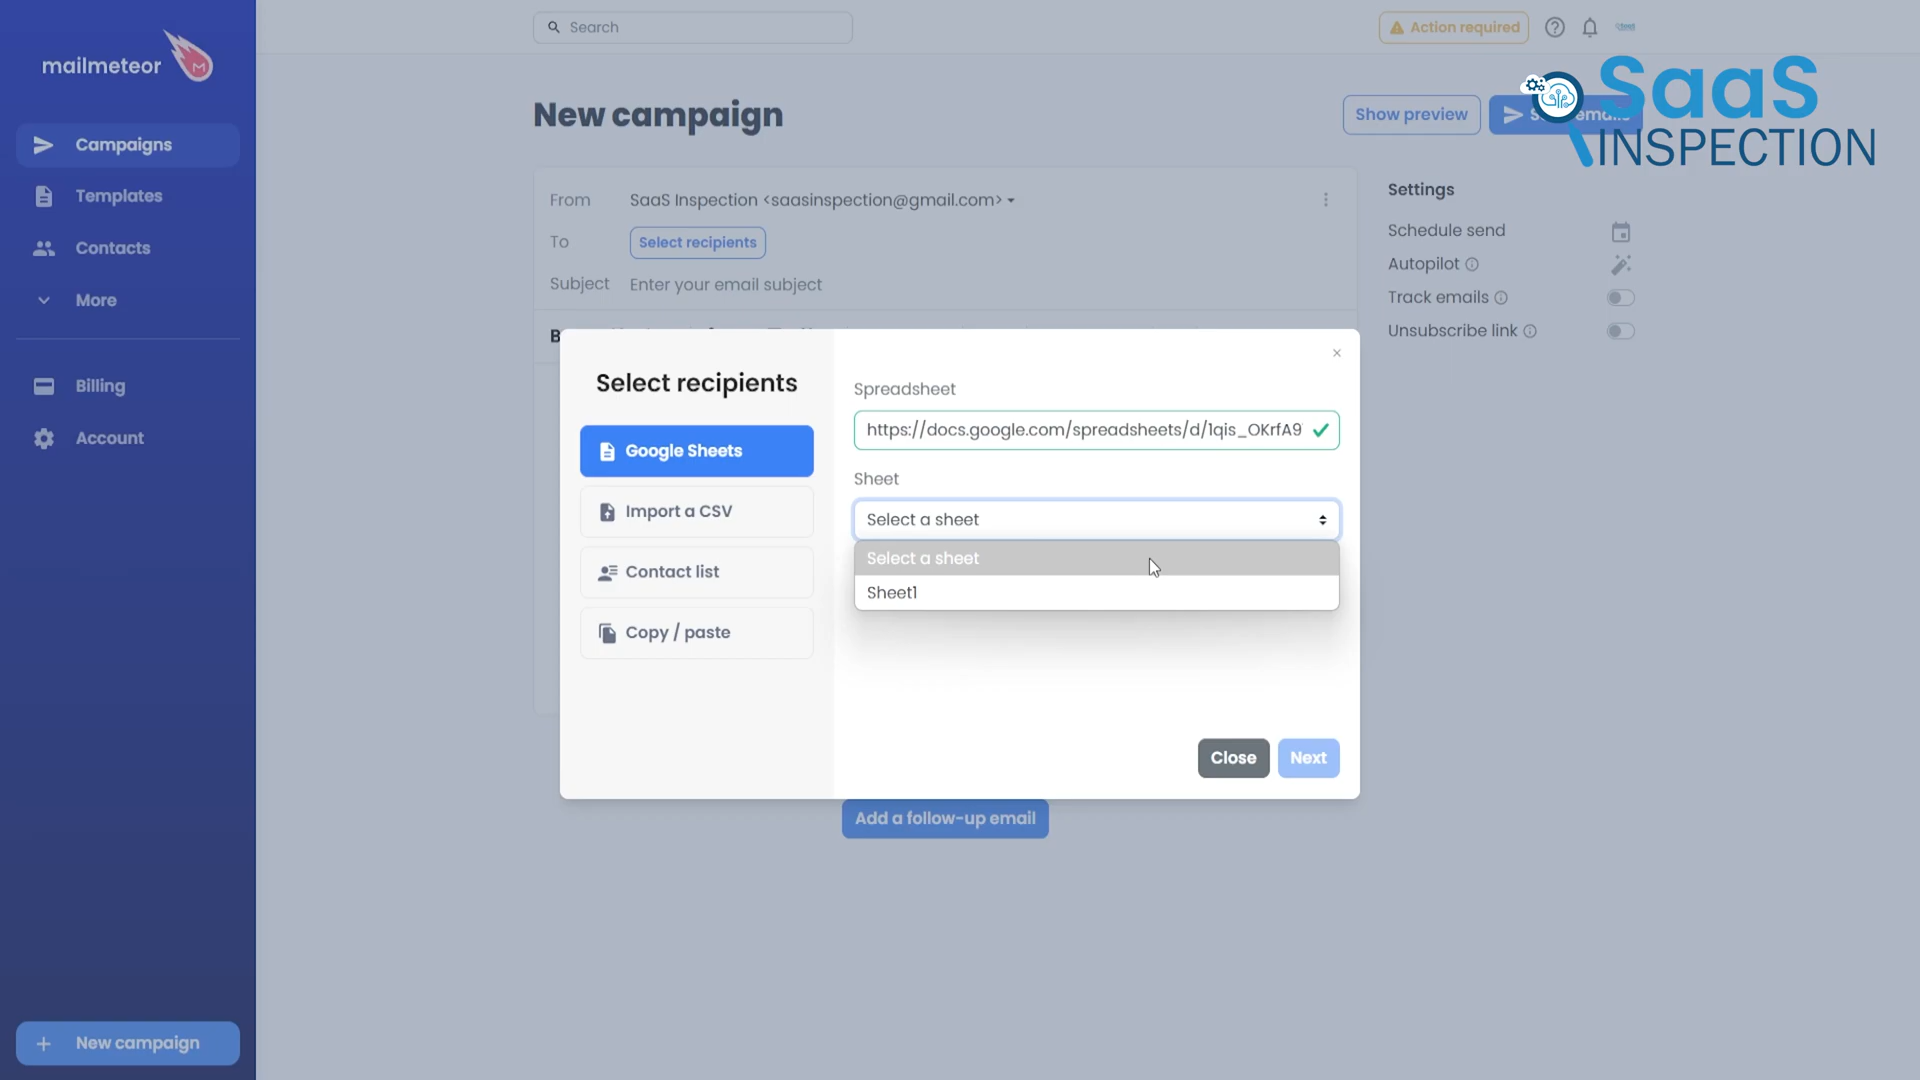 mailmeteor
Campaigns
Templates
Contacts
More
Billing
Account
New campaign
Search
Action required
New campaign
Show preview
SaaS
INSPECTION
From
SaaS Inspection <saasinspection@gmail.com>
To
Select recipients
Subject
Enter your email subject
Settings
Schedule send
Autopilot
Track emails
Unsubscribe link
B
Select recipients
Google Sheets
Import a CSV
Contact list
Copy / paste
Spreadsheet
https://docs.google.com/spreadsheets/d/1qis_OKrfA9
Sheet
Select a sheet
Select a sheet
Sheet1
Close
Next
Add a follow-up email